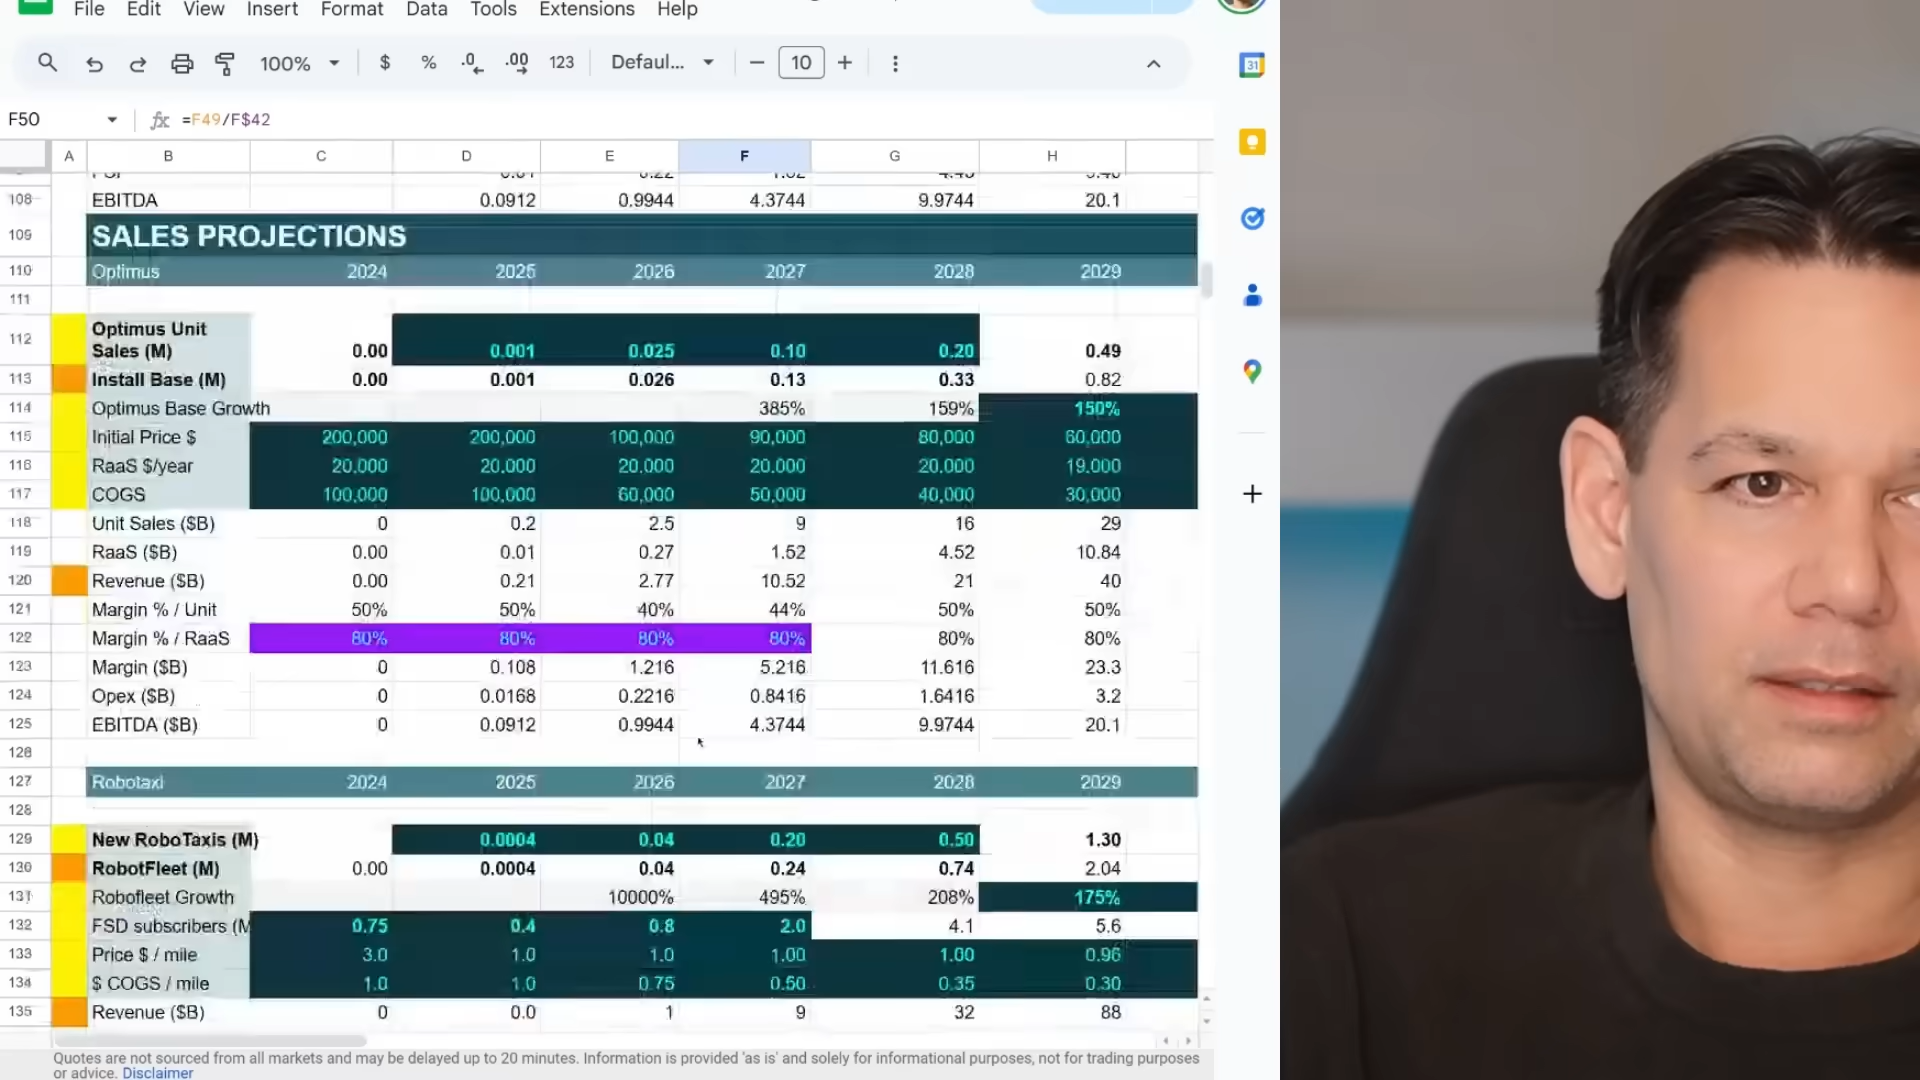 File Edit View Insert Format Data Tools Extensions Help
100% $ % .0 .00 123 Defaul... 10
F50 =F49/F$42
A B C D E F G H
108 EBITDA 0.0912 0.9944 4.3744 9.9744 20.1
109 SALES PROJECTIONS
110 Optimus 2024 2025 2026 2027 2028 2029
111
112 Optimus Unit Sales (M) 0.00 0.001 0.025 0.10 0.20 0.49
113 Install Base (M) 0.00 0.001 0.026 0.13 0.33 0.82
114 Optimus Base Growth 385% 159% 150%
115 Initial Price $ 200,000 200,000 100,000 90,000 80,000 60,000
116 RaaS $/year 20.000 20.000 20.000 20.000 20.000 19.000
117 COGS 100,000 100,000 60,000 50,000 40,000 30,000
118 Unit Sales ($B) 0 0.2 2.5 9 16 29
119 RaaS ($B) 0.00 0.01 0.27 1.52 4.52 10.84
120 Revenue ($B) 0.00 0.21 2.77 10.52 21 40
121 Margin % / Unit 50% 50% 40% 44% 50% 50%
122 Margin % / RaaS 80% 80% 80% 80% 80% 80%
123 Margin ($B) 0 0.108 1.216 5.216 11.616 23.3
124 Opex ($B) 0 0.0168 0.2216 0.8416 1.6416 3.2
125 EBITDA ($B) 0 0.0912 0.9944 4.3744 9.9744 20.1
126
127 Robotaxi 2024 2025 2026 2027 2028 2029
128
129 New RoboTaxis (M) 0.0004 0.04 0.20 0.50 1.30
130 RobotFleet (M) 0.00 0.0004 0.04 0.24 0.74 2.04
131 Robofleet Growth 10000% 495% 208% 175%
132 FSD subscribers (M 0.75 0.4 0.8 2.0 4.1 5.6
133 Price $ / mile 3.0 1.0 1.0 1.00 1.00 0.96
134 $ COGS / mile 1.0 1.0 0.75 0.50 0.35 0.30
135 Revenue ($B) 0 0.0 1 9 32 88
Quotes are not sourced from all markets and may be delayed up to 20 minutes. Information is provided 'as is' and solely for informational purposes, not for trading purposes
or advice. Disclaimer
31